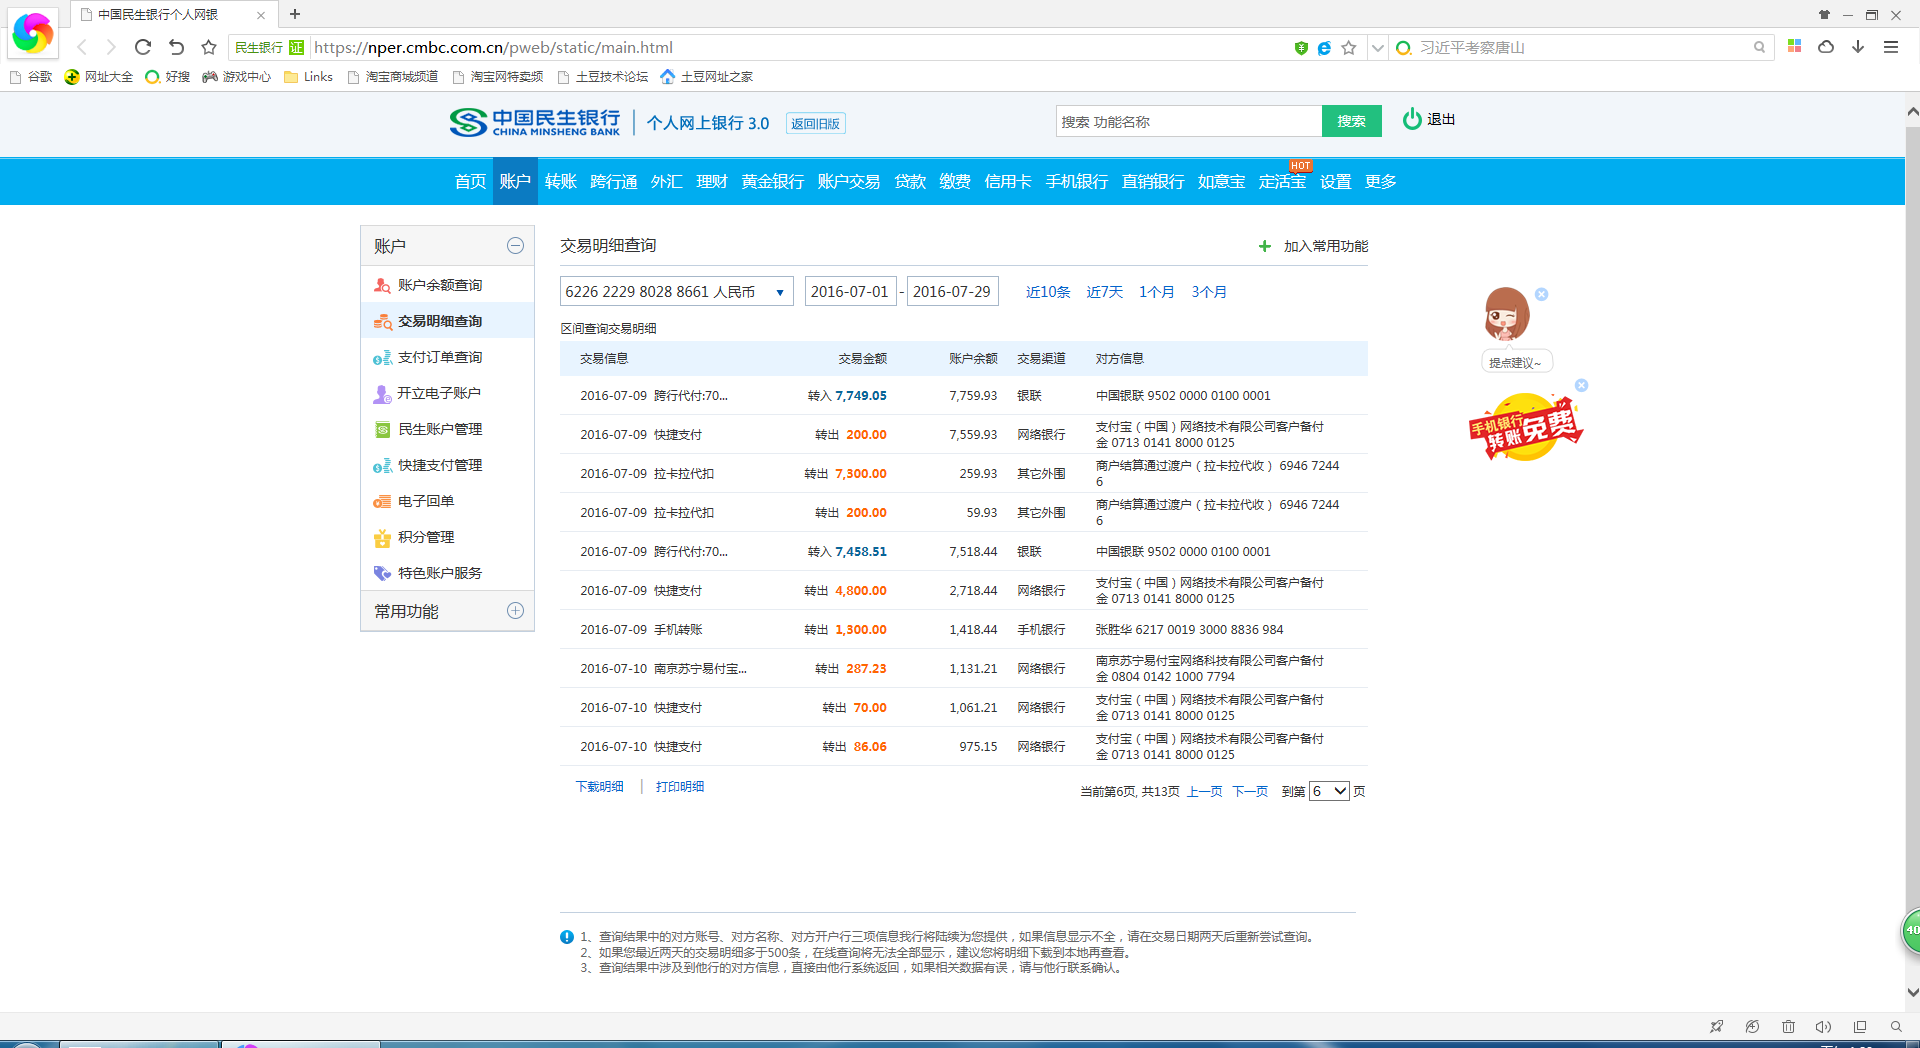 中国民生银行个人网银
民生银行 证 https://nper.cmbc.com.cn/pweb/static/main.html
习近平考察唐山
谷歌 网址大全 好搜 游戏中心 Links 淘宝商城频道 淘宝网特卖频 土豆技术论坛 土豆网址之家
中国民生银行
CHINA MINSHENG BANK
个人网上银行 3.0 返回旧版
搜索 功能名称 搜索 退出
HOT
首页 账户 转账 跨行通 外汇 理财 黄金银行 账户交易 贷款 缴费 信用卡 手机银行 直销银行 如意宝 定活宝 设置 更多
账户
账户余额查询
交易明细查询
支付订单查询
开立电子账户
民生账户管理
快捷支付管理
电子回单
积分管理
特色账户服务
常用功能
交易明细查询 加入常用功能
6226 2229 8028 8661 人民币 2016-07-01 - 2016-07-29 近10条 近7天 1个月 3个月
区间查询交易明细
交易信息 交易金额 账户余额 交易渠道 对方信息
2016-07-09 跨行代付:70... 转入 7,749.05 7,759.93 银联 中国银联 9502 0000 0100 0001
2016-07-09 快捷支付 转出 200.00 7,559.93 网络银行 支付宝（中国）网络技术有限公司客户备付
金 0713 0141 8000 0125
2016-07-09 拉卡拉代扣 转出 7,300.00 259.93 其它外围 商户结算通过渡户（拉卡拉代收） 6946 7244
6
2016-07-09 拉卡拉代扣 转出 200.00 59.93 其它外围 商户结算通过渡户（拉卡拉代收） 6946 7244
6
2016-07-09 跨行代付:70... 转入 7,458.51 7,518.44 银联 中国银联 9502 0000 0100 0001
2016-07-09 快捷支付 转出 4,800.00 2,718.44 网络银行 支付宝（中国）网络技术有限公司客户备付
金 0713 0141 8000 0125
2016-07-09 手机转账 转出 1,300.00 1,418.44 手机银行 张胜华 6217 0019 3000 8836 984
2016-07-10 南京苏宁易付宝... 转出 287.23 1,131.21 网络银行 南京苏宁易付宝网络科技有限公司客户备付
金 0804 0142 1000 7794
2016-07-10 快捷支付 转出 70.00 1,061.21 网络银行 支付宝（中国）网络技术有限公司客户备付
金 0713 0141 8000 0125
2016-07-10 快捷支付 转出 86.06 975.15 网络银行 支付宝（中国）网络技术有限公司客户备付
金 0713 0141 8000 0125
下载明细 | 打印明细
当前第6页, 共13页 上一页 下一页 到第 6 页
提点建议~
手机银行
转账免费
1、查询结果中的对方账号、对方名称、对方开户行三项信息我行将陆续为您提供，如果信息显示不全，请在交易日期两天后重新尝试查询。
2、如果您最近两天的交易明细多于500条，在线查询将无法全部显示，建议您将明细下载到本地再查看。
3、查询结果中涉及到他行的对方信息，直接由他行系统返回，如果相关数据有误，请与他行联系确认。
40